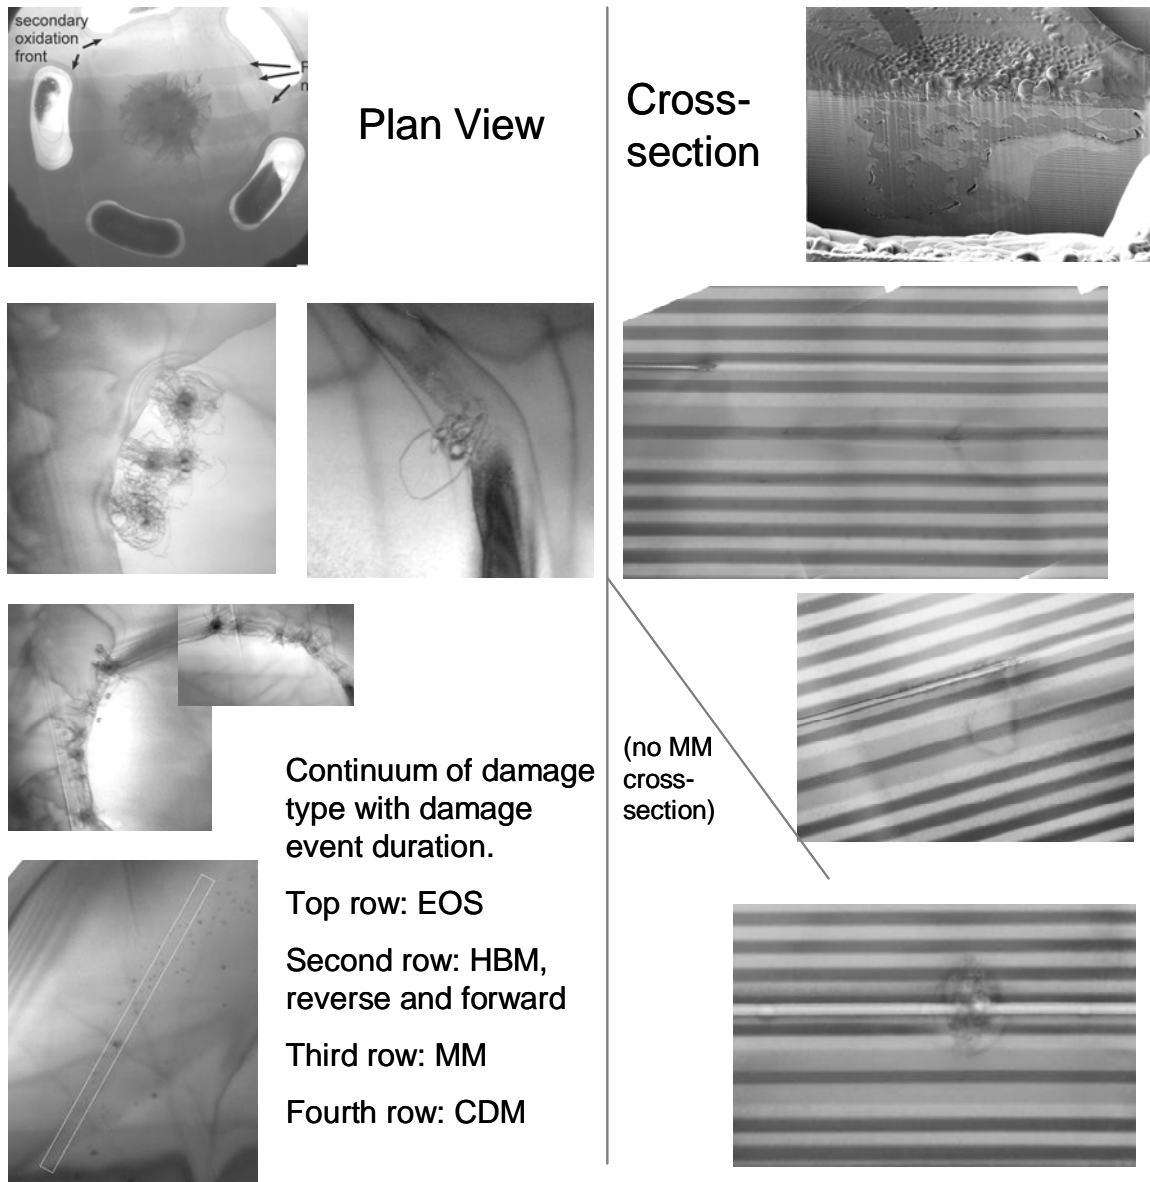 secondary
oxidation
front
Plan View
Cross-
section
(no MM
cross-
section)
Continuum of damage
type with damage
event duration.
Top row: EOS
Second row: HBM,
reverse and forward
Third row: MM
Fourth row: CDM